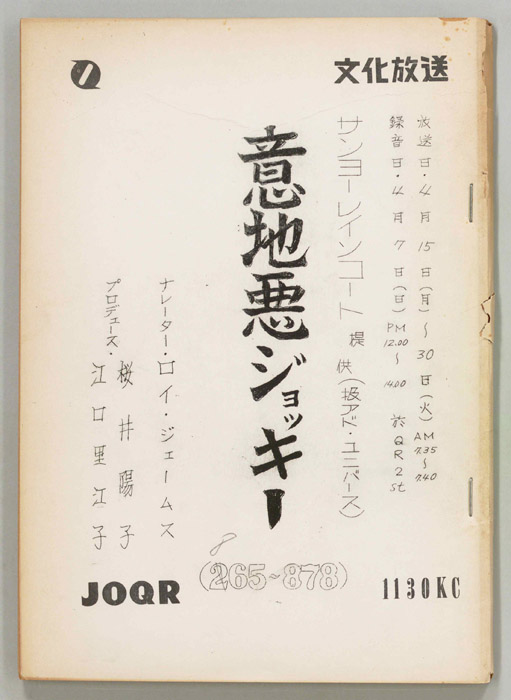 文化放送
放送日・4月15日(月)～30日(火) AM 7.35～7.40
録音日・4月7日(日) PM 12.00～14.00 於QR2st
サンヨーレインコート 提供(扱アド・ユニバース)
意地悪ジョッキー
(265~878)
ナレーター・ロイ・ジェームス
桜井陽子
プロデュース・江口里江子
JOQR
1130KC